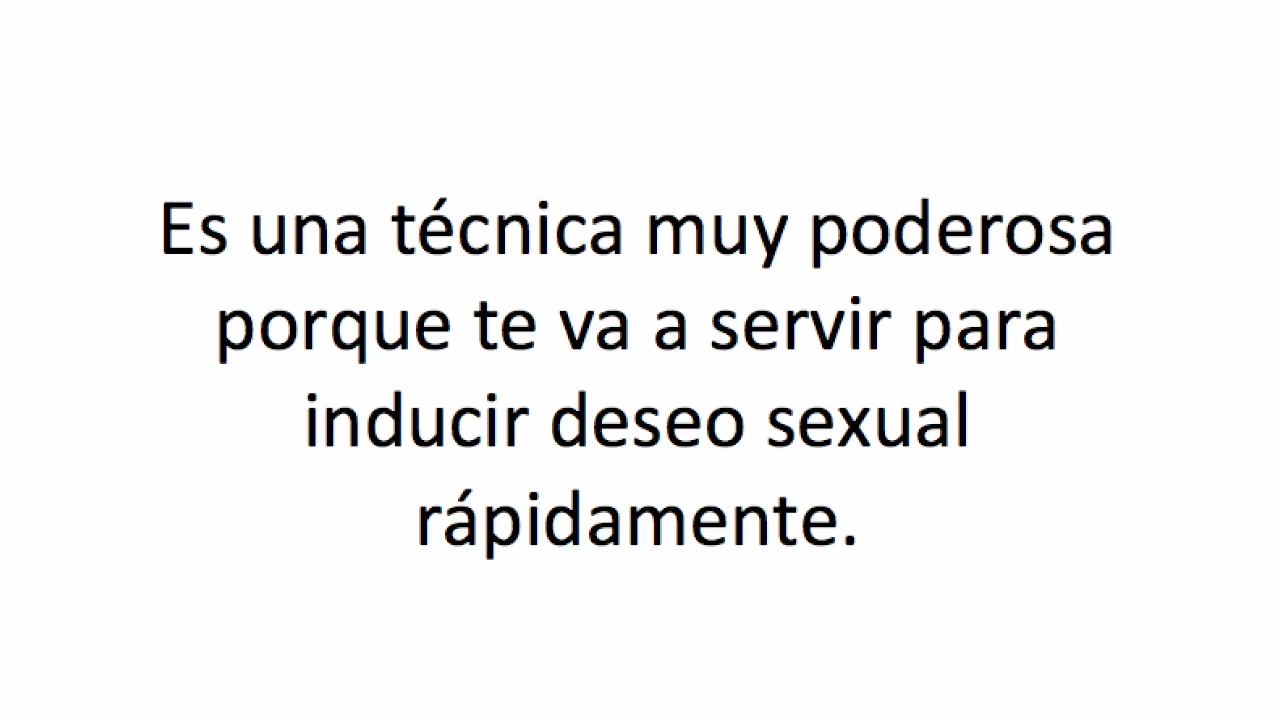 Es una técnica muy poderosa
porque te va a servir para
inducir deseo sexual
rápidamente.